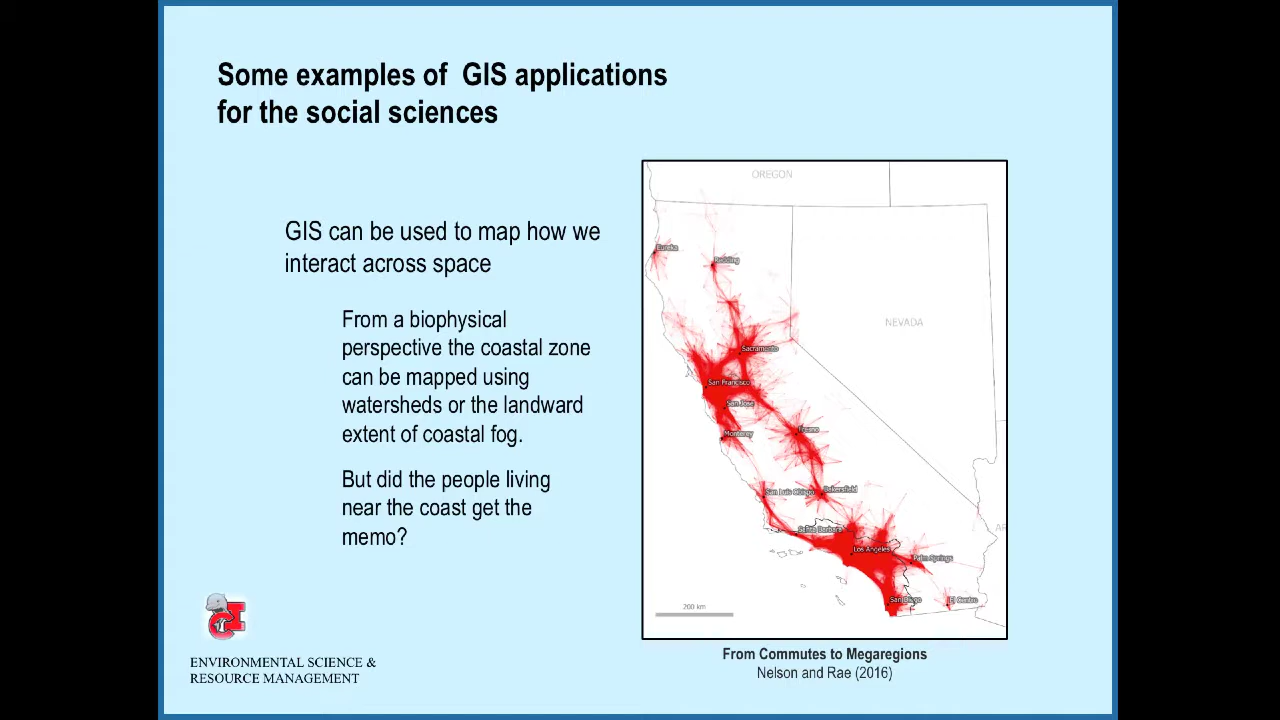 Some examples of  GIS applications
for the social sciences
GIS can be used to map how we
interact across space
From a biophysical
perspective the coastal zone
can be mapped using
watersheds or the landward
extent of coastal fog.
But did the people living
near the coast get the
memo?
OREGON
Eureka
Redding
NEVADA
Sacramento
San Francisco
San Jose
Monterey
Fresno
San Luis Obispo
Bakersfield
AR
Santa Barbara
Los Angeles
Palm Springs
San Diego
El Centro
200 km
From Commutes to Megaregions
Nelson and Rae (2016)
CI
ENVIRONMENTAL SCIENCE &
RESOURCE MANAGEMENT